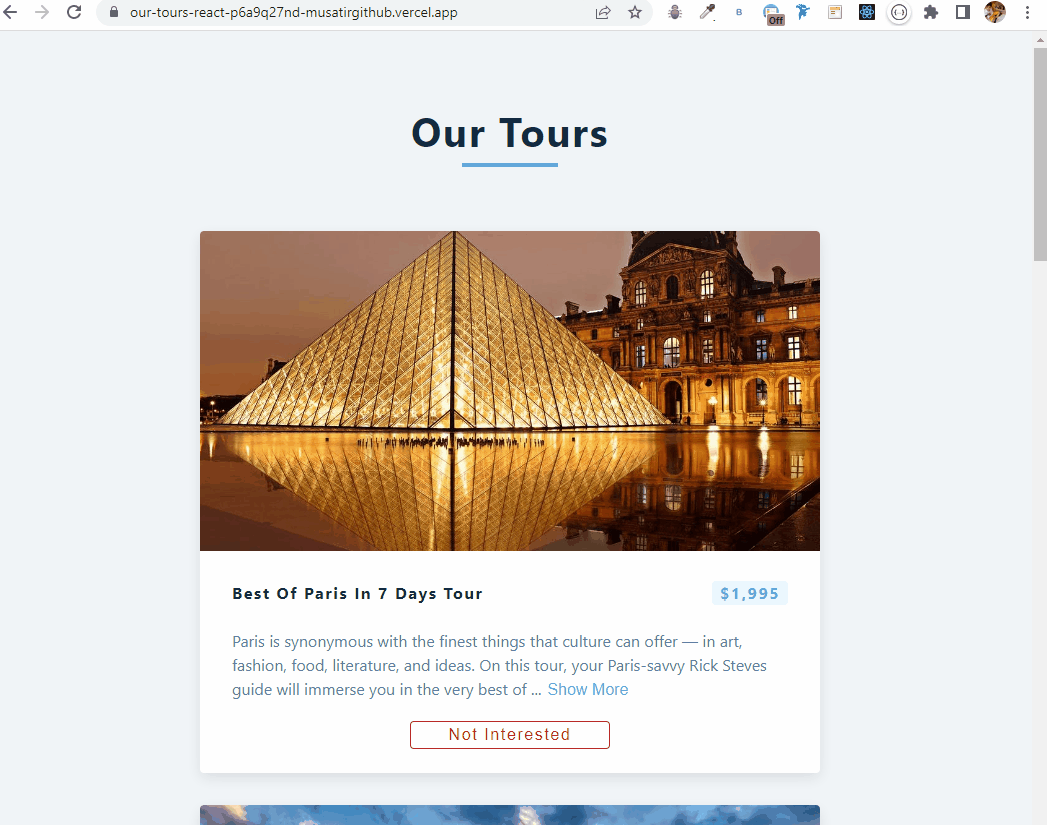 our-tours-react-p6a9q27nd-musatirgithub.vercel.app
B
Off
Our Tours
Best Of Paris In 7 Days Tour
$1,995
Paris is synonymous with the finest things that culture can offer — in art,
fashion, food, literature, and ideas. On this tour, your Paris-savvy Rick Steves
guide will immerse you in the very best of ... Show More
Not Interested